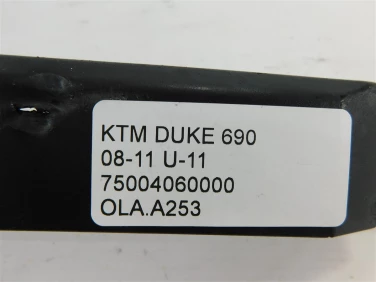 KTM DUKE 690
08-11 U-11
75004060000
OLA.A253